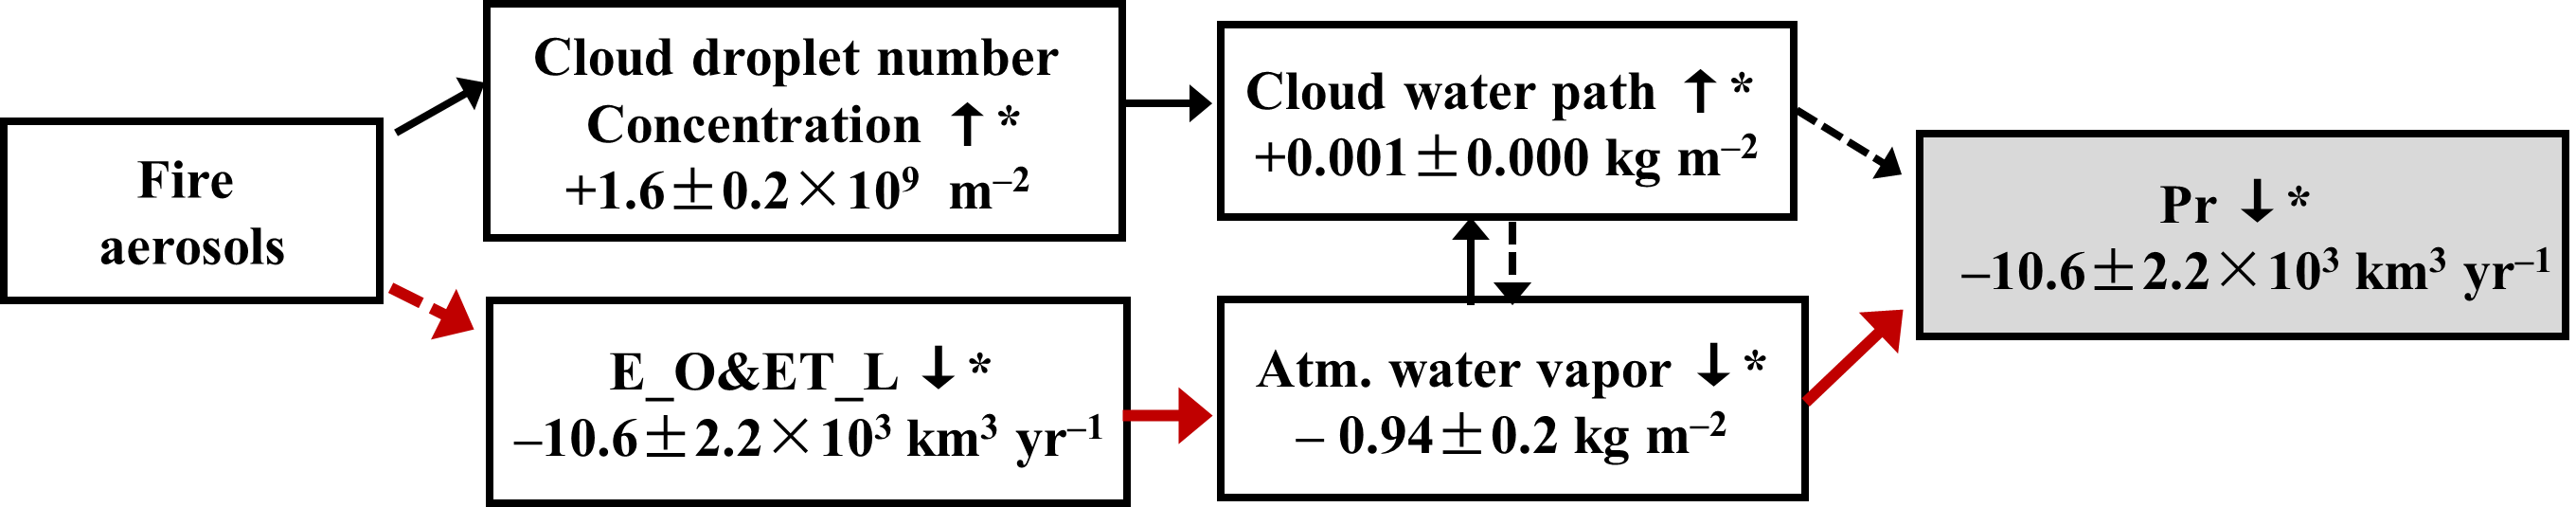 Fire
aerosols
Cloud droplet number
Concentration ↑ *
+1.6±0.2×10⁹ m⁻²
E_O&ET_L ↓ *
–10.6±2.2×10³ km³ yr⁻¹
Cloud water path ↑ *
+0.001±0.000 kg m⁻²
Atm. water vapor ↓ *
– 0.94±0.2 kg m⁻²
Pr ↓ *
–10.6±2.2×10³ km³ yr⁻¹